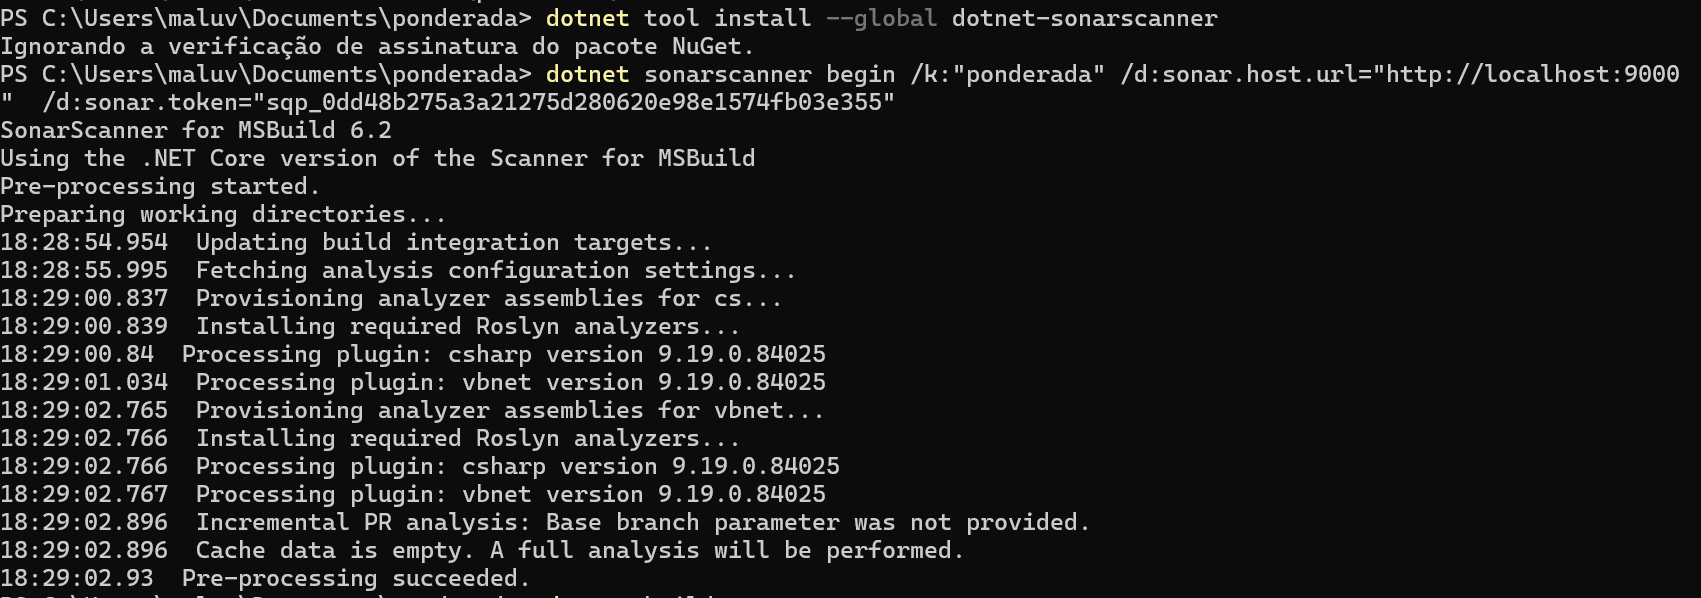 PS C:\Users\maluv\Documents\ponderada> dotnet tool install --global dotnet-sonarscanner
Ignorando a verificação de assinatura do pacote NuGet.
PS C:\Users\maluv\Documents\ponderada> dotnet sonarscanner begin /k:"ponderada" /d:sonar.host.url="http://localhost:9000
"  /d:sonar.token="sqp_0dd48b275a3a21275d280620e98e1574fb03e355"
SonarScanner for MSBuild 6.2
Using the .NET Core version of the Scanner for MSBuild
Pre-processing started.
Preparing working directories...
18:28:54.954  Updating build integration targets...
18:28:55.995  Fetching analysis configuration settings...
18:29:00.837  Provisioning analyzer assemblies for cs...
18:29:00.839  Installing required Roslyn analyzers...
18:29:00.84  Processing plugin: csharp version 9.19.0.84025
18:29:01.034  Processing plugin: vbnet version 9.19.0.84025
18:29:02.765  Provisioning analyzer assemblies for vbnet...
18:29:02.766  Installing required Roslyn analyzers...
18:29:02.766  Processing plugin: csharp version 9.19.0.84025
18:29:02.767  Processing plugin: vbnet version 9.19.0.84025
18:29:02.896  Incremental PR analysis: Base branch parameter was not provided.
18:29:02.896  Cache data is empty. A full analysis will be performed.
18:29:02.93  Pre-processing succeeded.